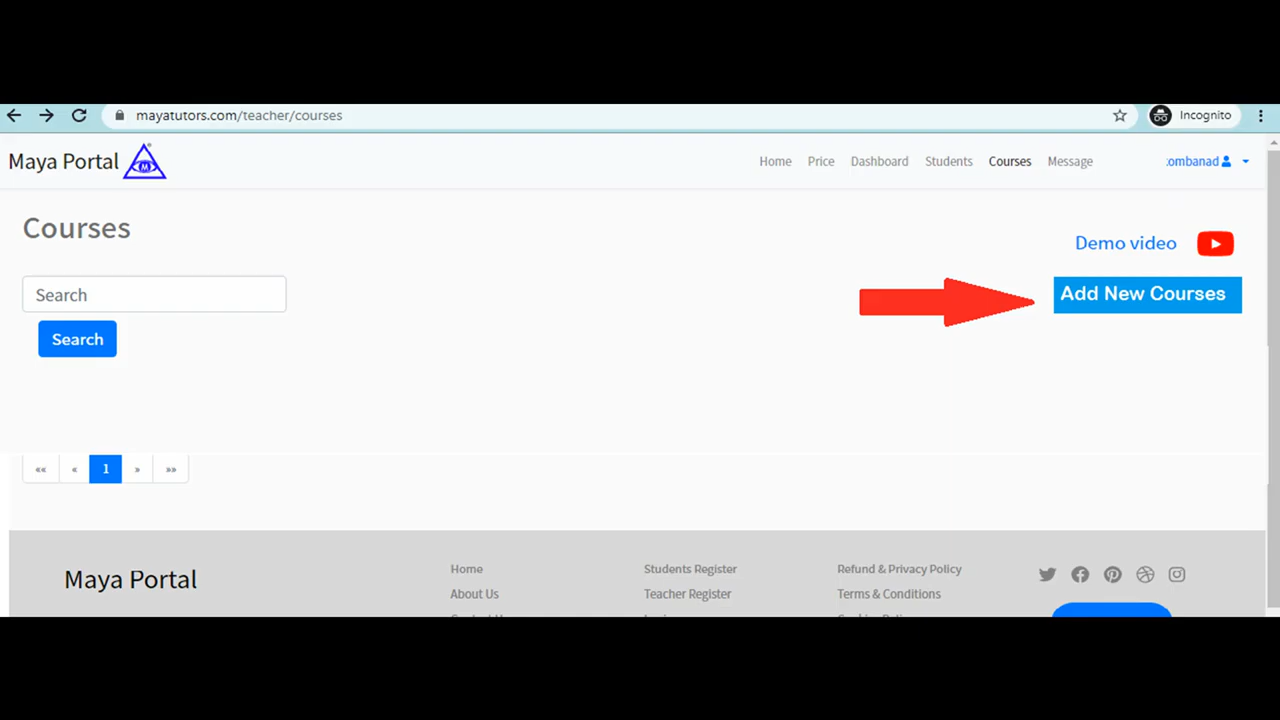 mayatutors.com/teacher/courses
Incognito
Maya Portal
M
Home Price Dashboard Students Courses Message
ombanad
Courses
Demo video
Search
Add New Courses
Search
«« « 1 » »»
Maya Portal
Home Students Register Refund & Privacy Policy
About Us Teacher Register Terms & Conditions